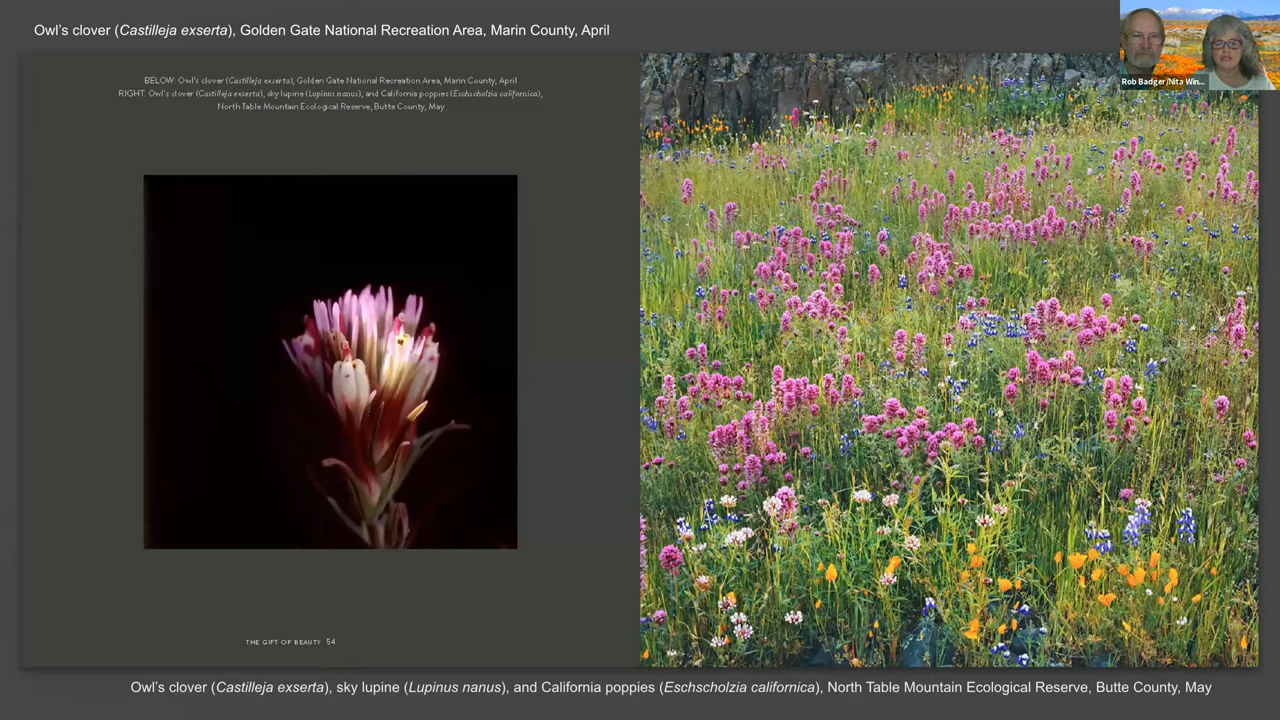 Owl's clover (Castilleja exserta), Golden Gate National Recreation Area, Marin County, April
Rob Badger/Nita Win...
BELOW: Owl's clover (Castilleja exserta), Golden Gate National Recreation Area, Marin County, April
RIGHT: Owl's clover (Castilleja exserta), sky lupine (Lupinus nanus), and California poppies (Eschscholzia californica),
North Table Mountain Ecological Reserve, Butte County, May
THE GIFT OF BEAUTY 54
Owl's clover (Castilleja exserta), sky lupine (Lupinus nanus), and California poppies (Eschscholzia californica), North Table Mountain Ecological Reserve, Butte County, May